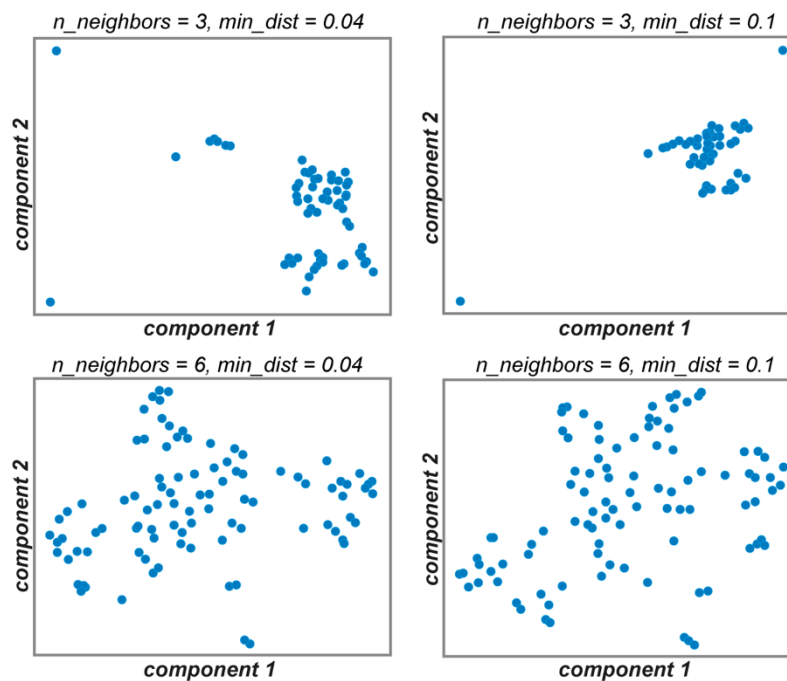 n_neighbors = 3, min_dist = 0.04
component 2
component 1
n_neighbors = 3, min_dist = 0.1
component 2
component 1
n_neighbors = 6, min_dist = 0.04
component 2
component 1
n_neighbors = 6, min_dist = 0.1
component 2
component 1